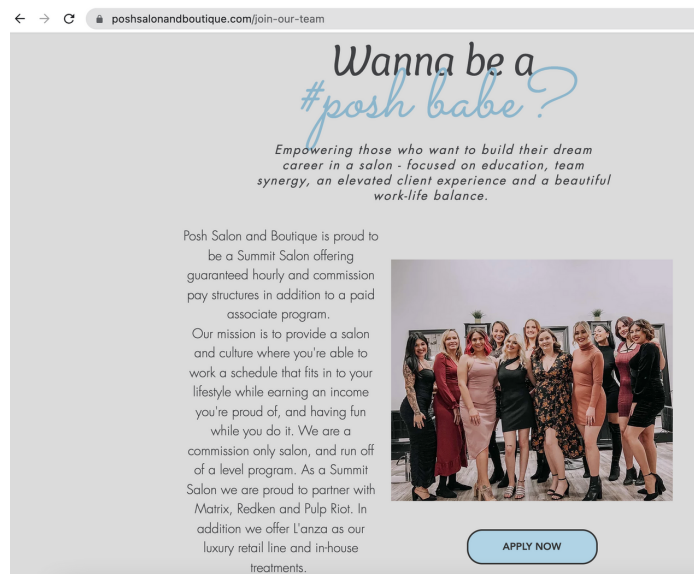 poshsalonandboutique.com/join-our-team
Wanna be a
#posh babe?
Empowering those who want to build their dream
career in a salon - focused on education, team
synergy, an elevated client experience and a beautiful
work-life balance.
Posh Salon and Boutique is proud to
be a Summit Salon offering
guaranteed hourly and commission
pay structures in addition to a paid
associate program.
Our mission is to provide a salon
and culture where you're able to
work a schedule that fits in to your
lifestyle while earning an income
you're proud of, and having fun
while you do it. We are a
commission only salon, and run off
of a level program. As a Summit
Salon we are proud to partner with
Matrix, Redken and Pulp Riot. In
addition we offer L'anza as our
luxury retail line and in-house
treatments.
APPLY NOW